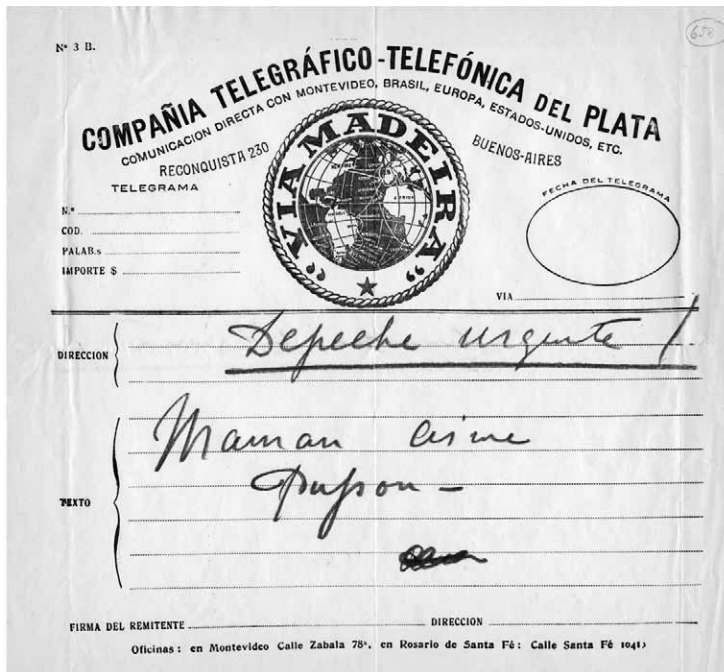 Nº 3 B.
658
COMPAÑIA TELEGRÁFICO-TELEFÓNICA DEL PLATA
COMUNICACION DIRECTA CON MONTEVIDEO, BRASIL, EUROPA, ESTADOS-UNIDOS, ETC.
RECONQUISTA 230
BUENOS-AIRES
"VIA MADEIRA"
TELEGRAMA
FECHA DEL TELEGRAMA
N.º
COD.
PALAB.s
IMPORTE $
VIA
DIRECCION
Depeche urgente
TEXTO
Maman aime
FIRMA DEL REMITENTE
DIRECCION
Oficinas: en Montevideo Calle Zabala 78ª, en Rosario de Santa Fé: Calle Santa Fé 1041